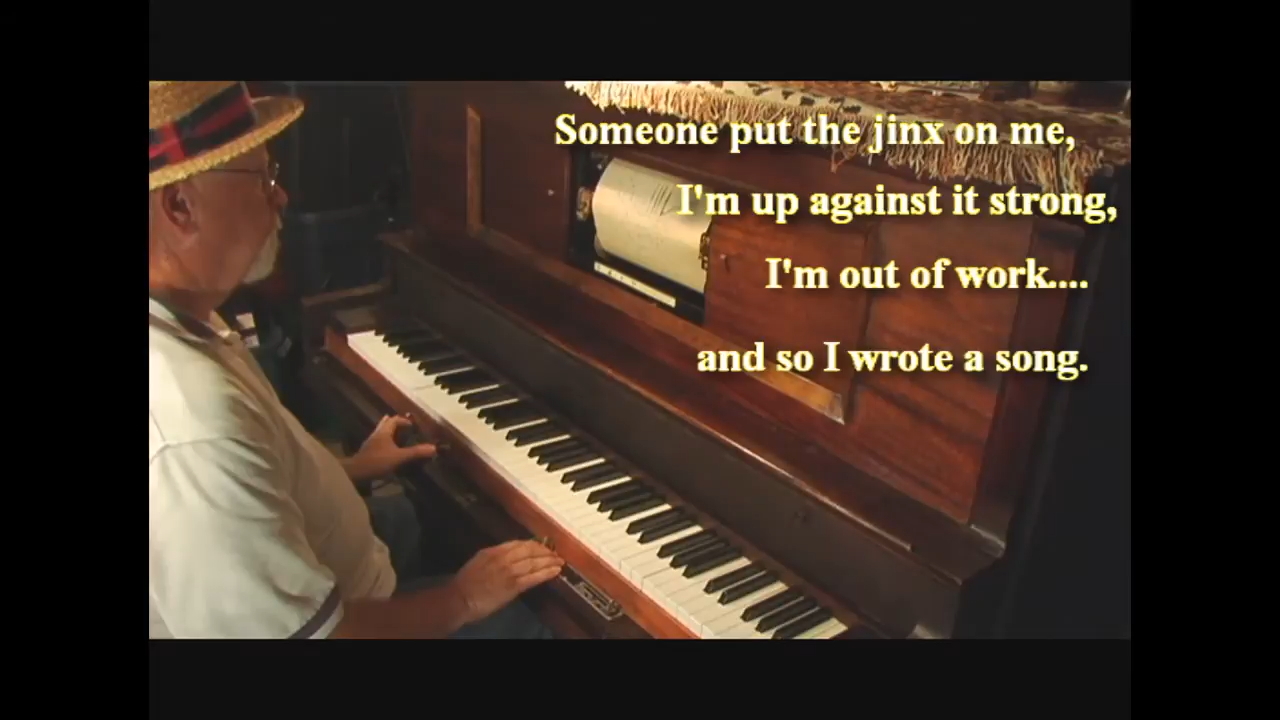 Someone put the jinx on me,
I'm up against it strong,
I'm out of work....
and so I wrote a song.